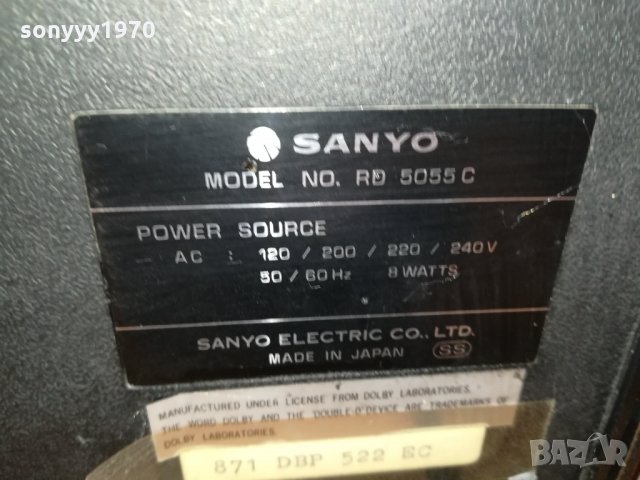 sonyyy1970
SANYO
MODEL NO. RD 5055 C
POWER SOURCE
AC : 120 / 200 / 220 / 240 V
50 / 60 Hz 8 WATTS
SANYO ELECTRIC CO., LTD.
MADE IN JAPAN SS
MANUFACTURED UNDER LICENSE FROM DOLBY LABORATORIES.
THE WORD DOLBY AND THE 'DOUBLE-D' DEVICE ARE TRADEMARKS OF
DOLBY LABORATORIES.
871 DBP 522 EC
BAZAR